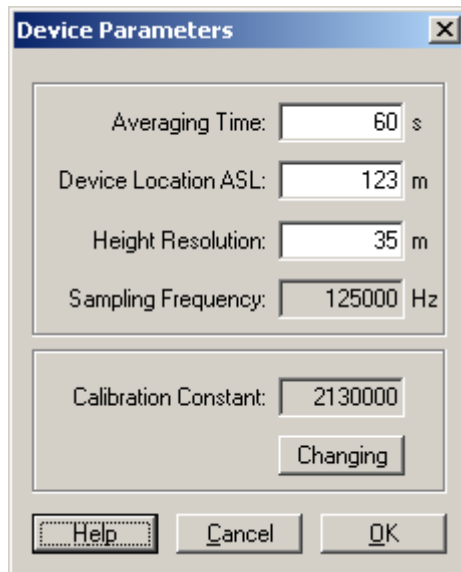 Device Parameters
Averaging Time: 60 s
Device Location ASL: 123 m
Height Resolution: 35 m
Sampling Frequency: 125000 Hz
Calibration Constant: 2130000
Changing
Help Cancel OK